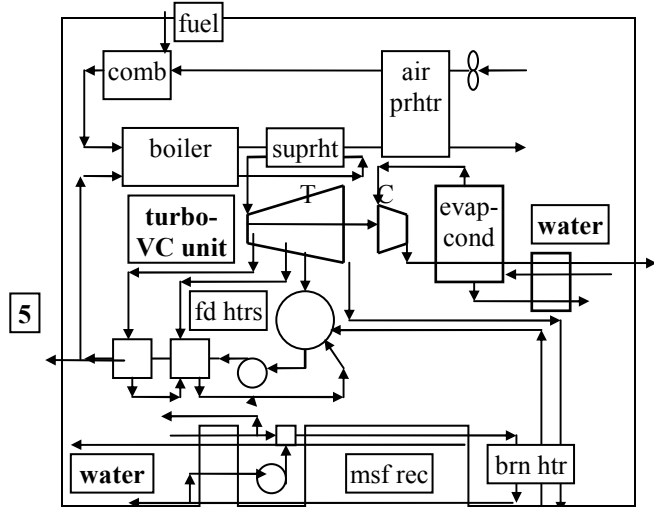 fuel
comb
air
prhtr
boiler
suprht
T
C
evap-
cond
water
turbo-
VC unit
5
fd htrs
water
msf rec
brn htr